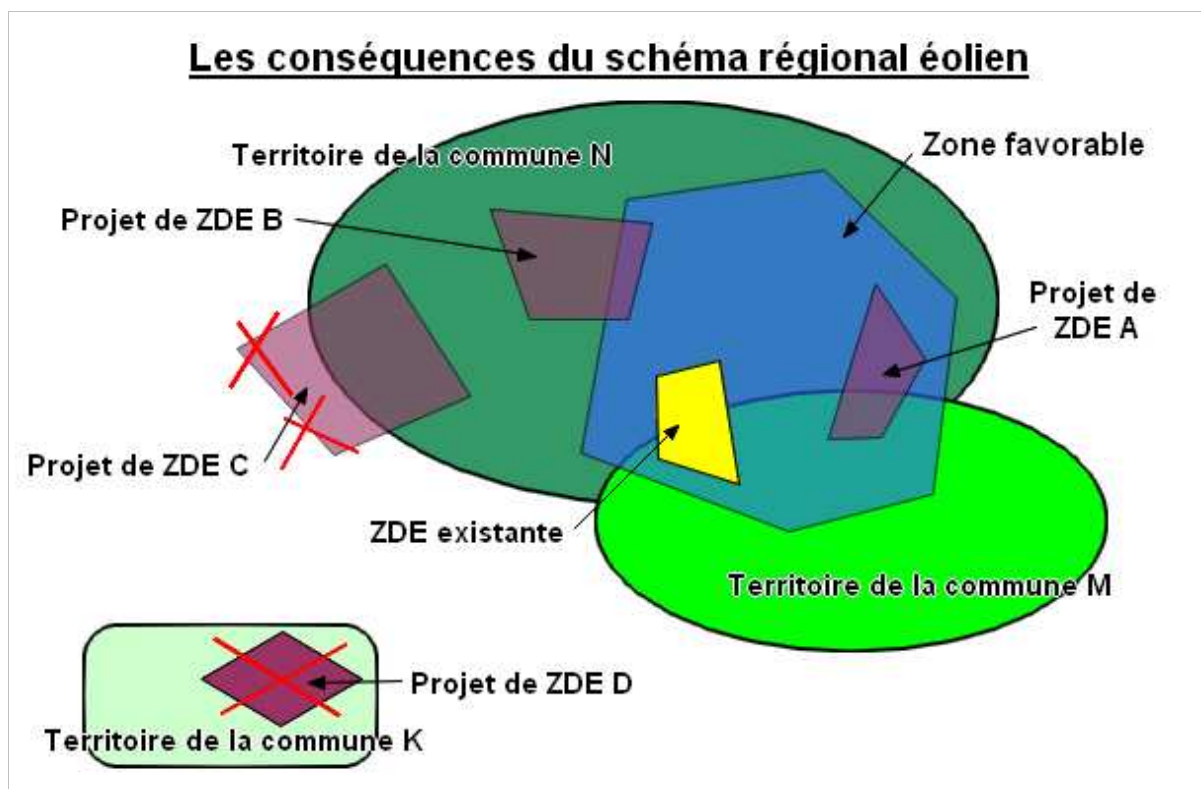 Les conséquences du schéma régional éolien
Territoire de la commune N
Zone favorable
Projet de ZDE B
Projet de
ZDE A
Projet de ZDE C
ZDE existante
Territoire de la commune M
Projet de ZDE D
Territoire de la commune K